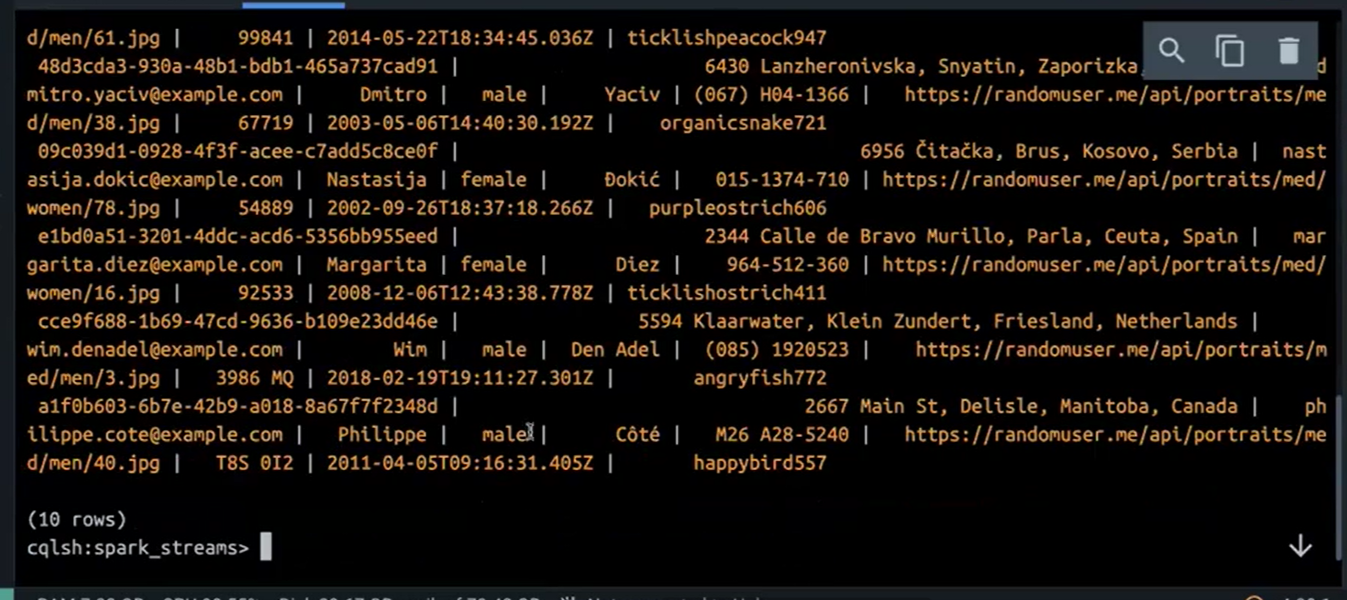 d/men/61.jpg |     99841 | 2014-05-22T18:34:45.036Z | ticklishpeacock947
48d3cda3-930a-48b1-bdb1-465a737cad91 |                      6430 Lanzheronivska, Snyatin, Zaporizka, d
mitro.yaciv@example.com |     Dmitro |   male |     Yaciv | (067) H04-1366 |   https://randomuser.me/api/portraits/me
d/men/38.jpg |     67719 | 2003-05-06T14:40:30.192Z |    organicsnake721
09c039d1-0928-4f3f-acee-c7add5c8ce0f |                                    6956 Čitačka, Brus, Kosovo, Serbia |  nast
asija.dokic@example.com |  Nastasija | female |     Đokić |   015-1374-710 | https://randomuser.me/api/portraits/med/
women/78.jpg |     54889 | 2002-09-26T18:37:18.266Z |   purpleostrich606
e1bd0a51-3201-4ddc-acd6-5356bb955eed |                      2344 Calle de Bravo Murillo, Parla, Ceuta, Spain |   mar
garita.diez@example.com |  Margarita | female |      Diez |    964-512-360 | https://randomuser.me/api/portraits/med/
women/16.jpg |     92533 | 2008-12-06T12:43:38.778Z | ticklishostrich411
cce9f688-1b69-47cd-9636-b109e23dd46e |                5594 Klaarwater, Klein Zundert, Friesland, Netherlands |
wim.denadel@example.com |        Wim |   male |  Den Adel |  (085) 1920523 |    https://randomuser.me/api/portraits/m
ed/men/3.jpg |   3986 MQ | 2018-02-19T19:11:27.301Z |       angryfish772
a1f0b603-6b7e-42b9-a018-8a67f7f2348d |                               2667 Main St, Delisle, Manitoba, Canada |    ph
ilippe.cote@example.com |   Philippe |   male |      Côté |   M26 A28-5240 |   https://randomuser.me/api/portraits/me
d/men/40.jpg |   T8S 0I2 | 2011-04-05T09:16:31.405Z |       happybird557
(10 rows)
cqlsh:spark_streams>